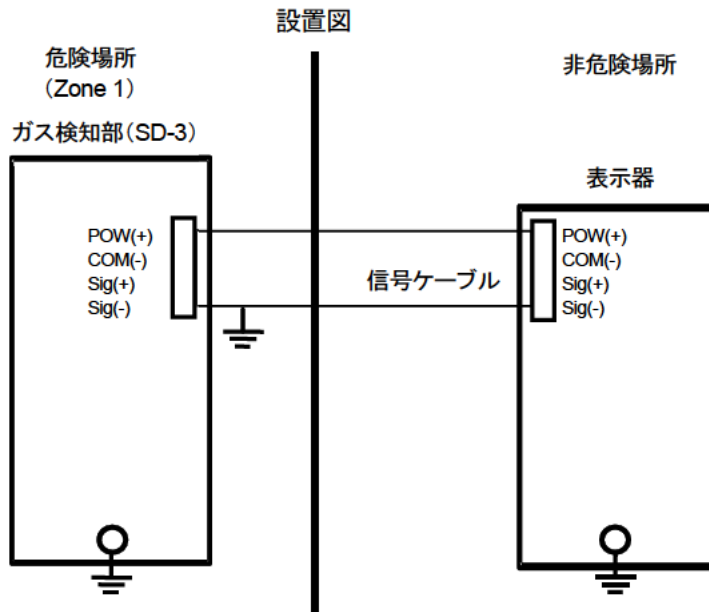 設置図
危険場所
（Zone 1）
ガス検知部（SD-3）
POW(+)
COM(-)
Sig(+)
Sig(-)
信号ケーブル
非危険場所
表示器
POW(+)
COM(-)
Sig(+)
Sig(-)